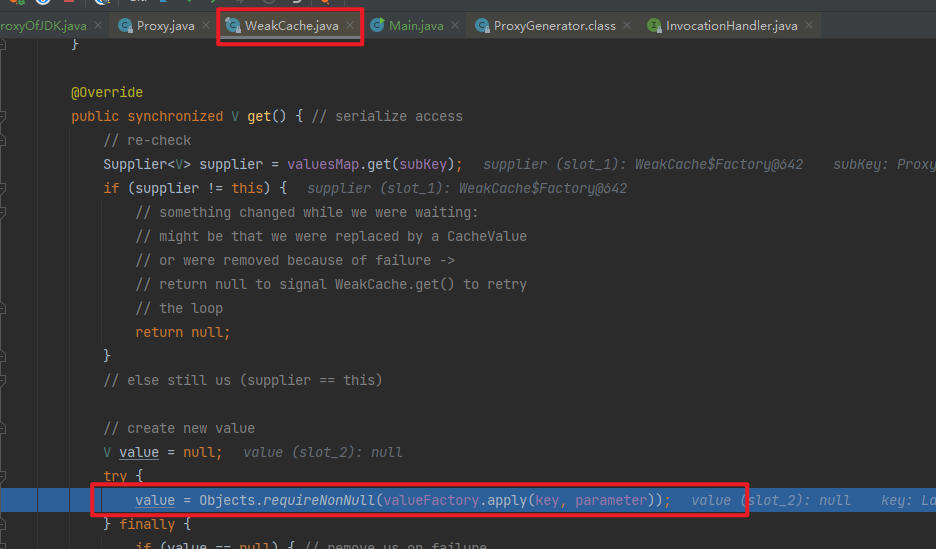 roxyOfJDK.java Proxy.java WeakCache.java Main.java ProxyGenerator.class InvocationHandler.java
}
@Override
public synchronized V get() { // serialize access
// re-check
Supplier<V> supplier = valuesMap.get(subKey); supplier (slot_1): WeakCache$Factory@642 subKey: Proxy
if (supplier != this) { supplier (slot_1): WeakCache$Factory@642
// something changed while we were waiting:
// might be that we were replaced by a CacheValue
// or were removed because of failure ->
// return null to signal WeakCache.get() to retry
// the loop
return null;
}
// else still us (supplier == this)
// create new value
V value = null; value (slot_2): null
try {
value = Objects.requireNonNull(valueFactory.apply(key, parameter)); value (slot_2): null key: La
} finally {
if (value == null) { // remove us on failure